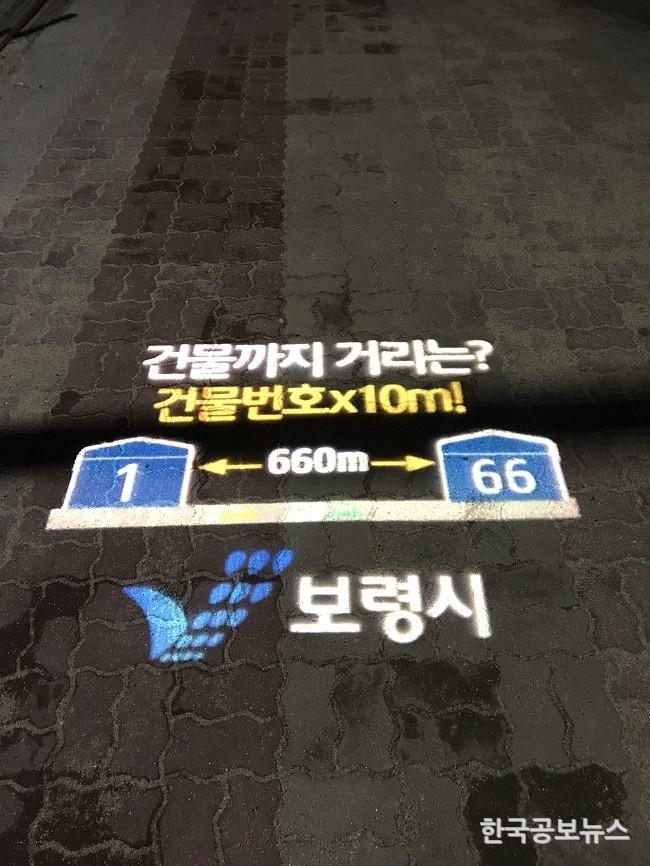 건물까지 거리는?
건물번호x10m!
1 660m 66
보령시
한국공보뉴스